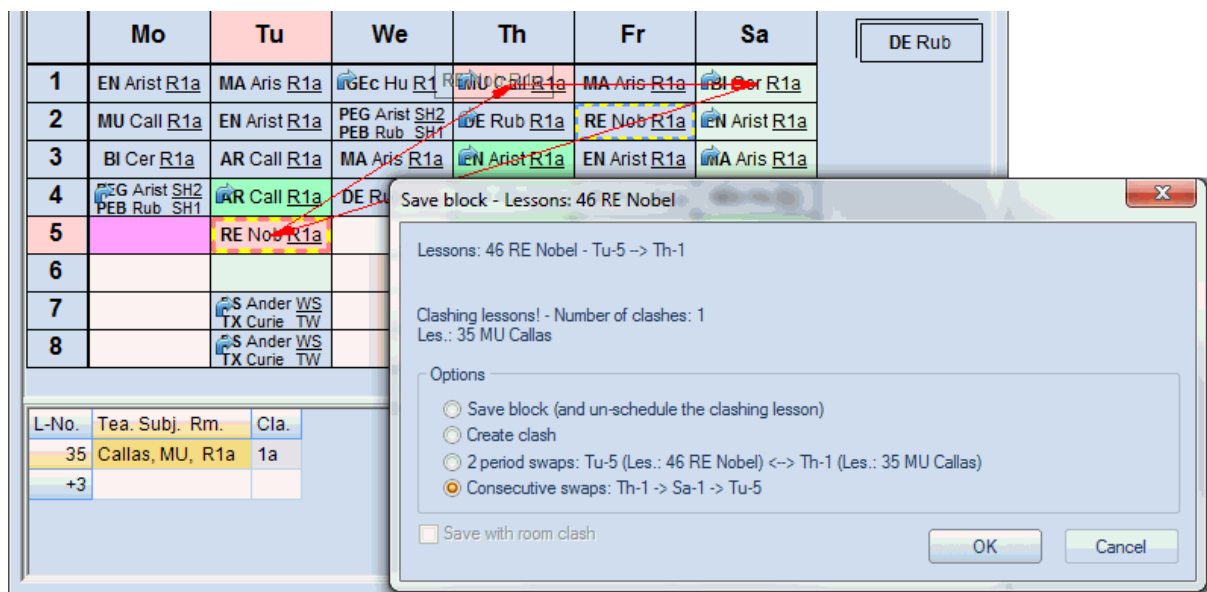 Mo Tu We Th Fr Sa
DE Rub
1 EN Arist R1a MA Aris R1a GEc Hu R1 MU Call R1a MA Aris R1a BI Cer R1a
2 MU Call R1a EN Arist R1a PEG Arist SH2 DE Rub R1a RE Nob R1a EN Arist R1a
PEB Rub SH1
3 BI Cer R1a AR Call R1a MA Aris R1a EN Arist R1a EN Arist R1a MA Aris R1a
4 PEG Arist SH2 AR Call R1a DE Ru
PEB Rub SH1
5 RE Nob R1a
6
7 Ander WS
TX Curie TW
8 Ander WS
TX Curie TW
L-No. Tea. Subj. Rm. Cla.
35 Callas, MU, R1a 1a
+3
Save block - Lessons: 46 RE Nobel
Lessons: 46 RE Nobel - Tu-5 --> Th-1
Clashing lessons! - Number of clashes: 1
Les.: 35 MU Callas
Options
Save block (and un-schedule the clashing lesson)
Create clash
2 period swaps: Tu-5 (Les.: 46 RE Nobel) <--> Th-1 (Les.: 35 MU Callas)
Consecutive swaps: Th-1 -> Sa-1 -> Tu-5
Save with room clash
OK Cancel